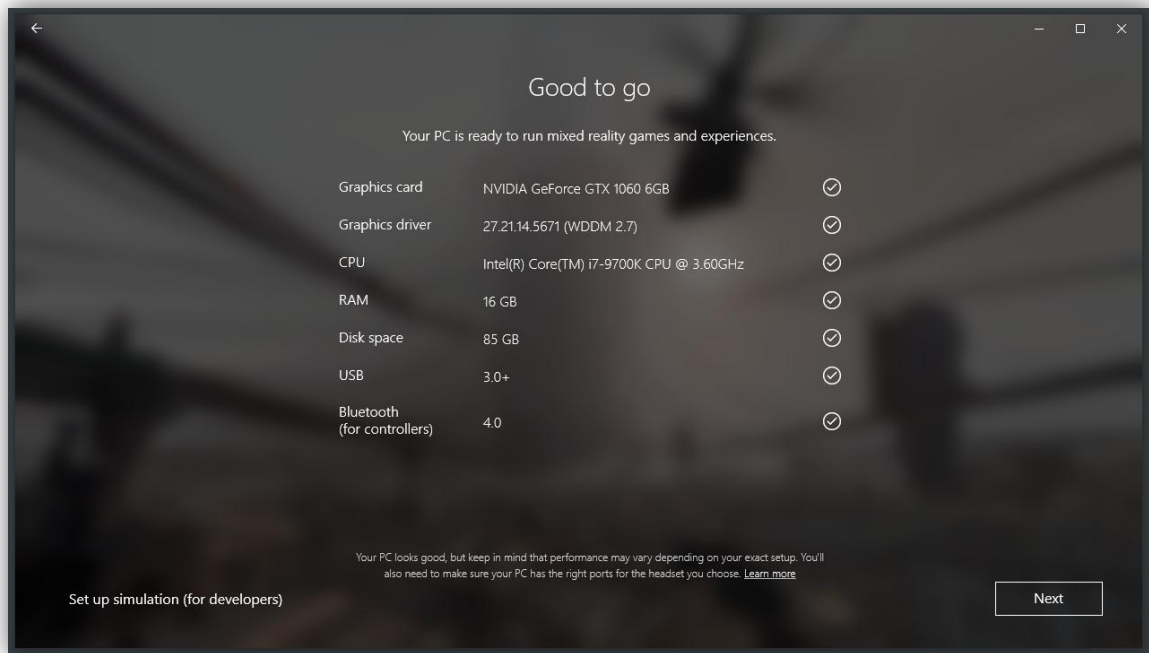 Good to go
Your PC is ready to run mixed reality games and experiences.
Graphics card NVIDIA GeForce GTX 1060 6GB
Graphics driver 27.21.14.5671 (WDDM 2.7)
CPU Intel(R) Core(TM) i7-9700K CPU @ 3.60GHz
RAM 16 GB
Disk space 85 GB
USB 3.0+
Bluetooth
(for controllers) 4.0
Your PC looks good, but keep in mind that performance may vary depending on your exact setup. You'll
also need to make sure your PC has the right ports for the headset you choose. Learn more
Set up simulation (for developers)
Next